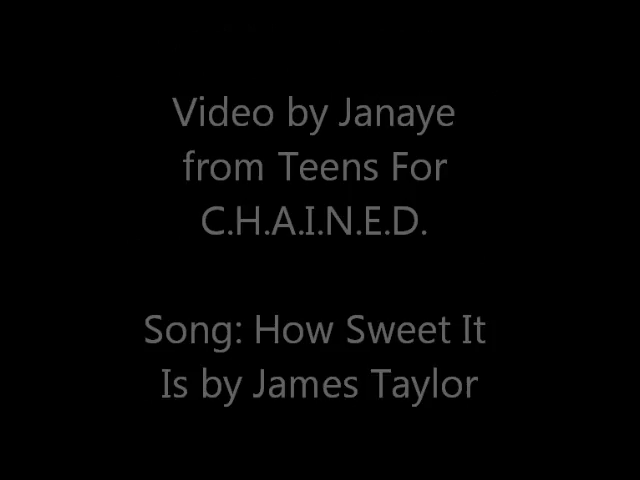 Video by Janaye
from Teens For
C.H.A.I.N.E.D.
Song: How Sweet It
Is by James Taylor